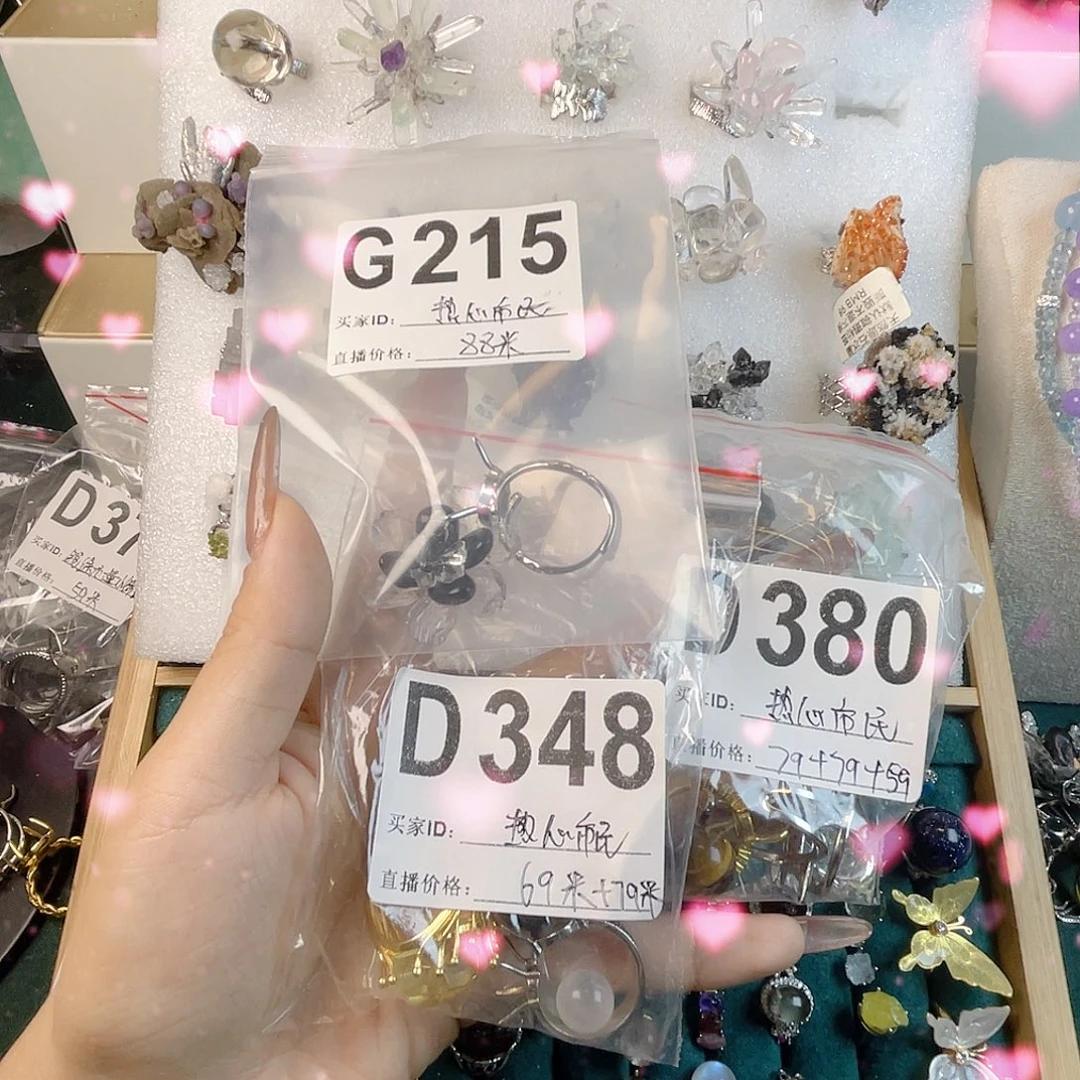 G215
买家ID: 热心市民
直播价格: 88米
D37
买家ID:
直播价格: 50米
D380
买家ID: 热心市民
直播价格: 79+79+59
D348
买家ID: 热心市民
直播价格: 69米+79米